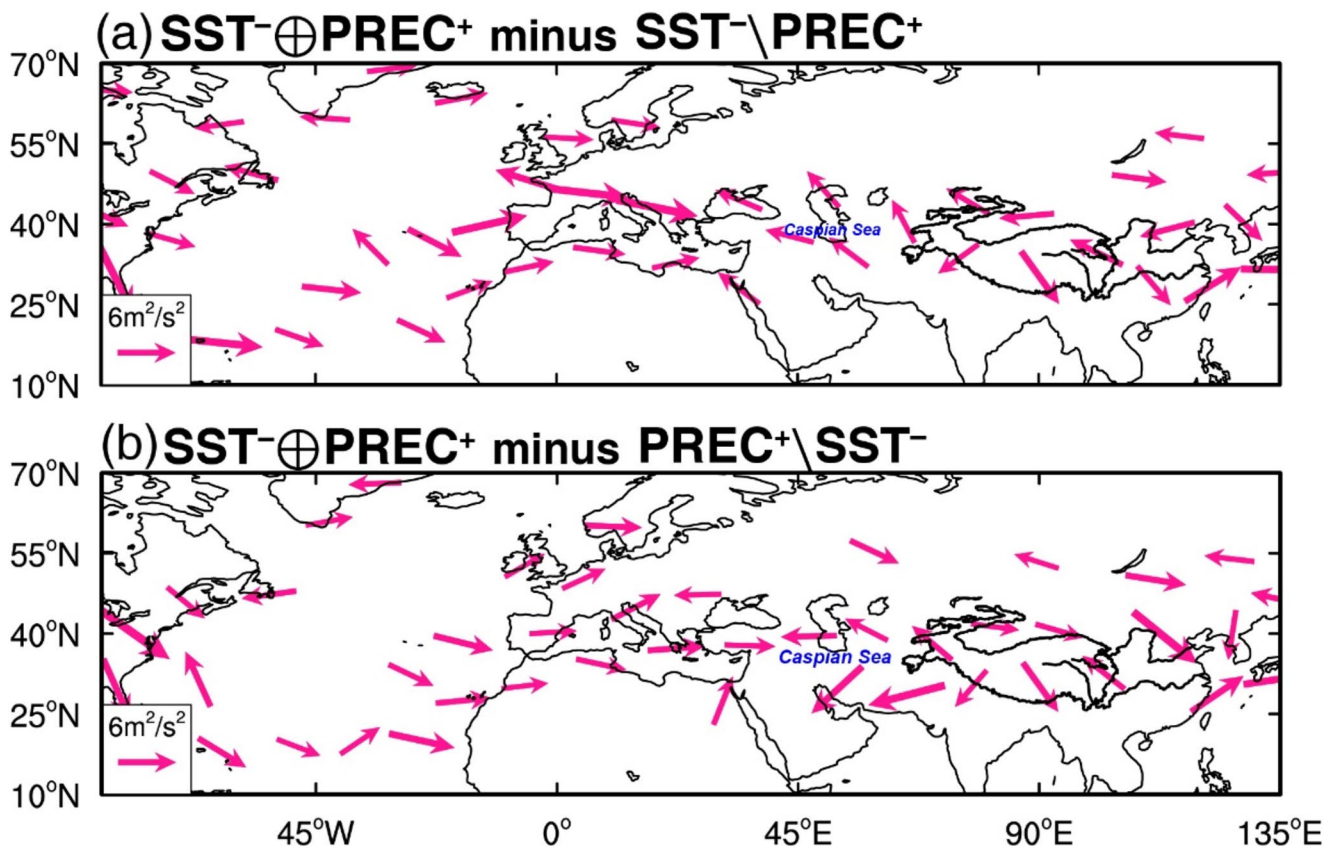 (a) SST⁻⊕PREC⁺ minus SST⁻\PREC⁺
70°N
55°N
40°N
Caspian Sea
25°N
6m²/s²
10°N
(b) SST⁻⊕PREC⁺ minus PREC⁺\SST⁻
70°N
55°N
40°N
Caspian Sea
25°N
6m²/s²
10°N
45°W 0° 45°E 90°E 135°E